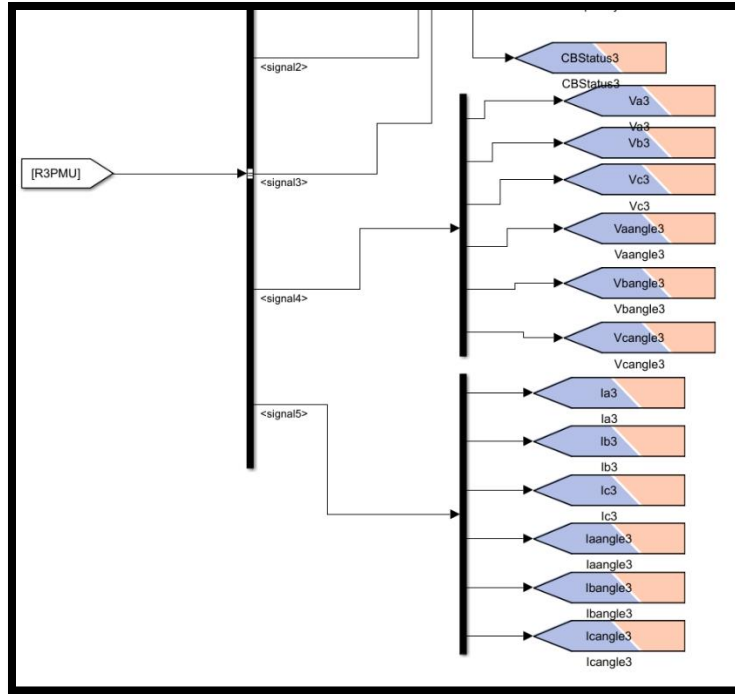 CBStatus3
<signal2>
CBStatus3
Va3
Va3
[R3PMU]
Vb3
<signal3>
Vc3
Vc3
Vaangle3
Vaangle3
Vbangle3
<signal4>
Vbangle3
Vcangle3
Vcangle3
Ia3
<signal5>
Ia3
Ib3
Ib3
Ic3
Ic3
Iaangle3
Iaangle3
Ibangle3
Ibangle3
Icangle3
Icangle3